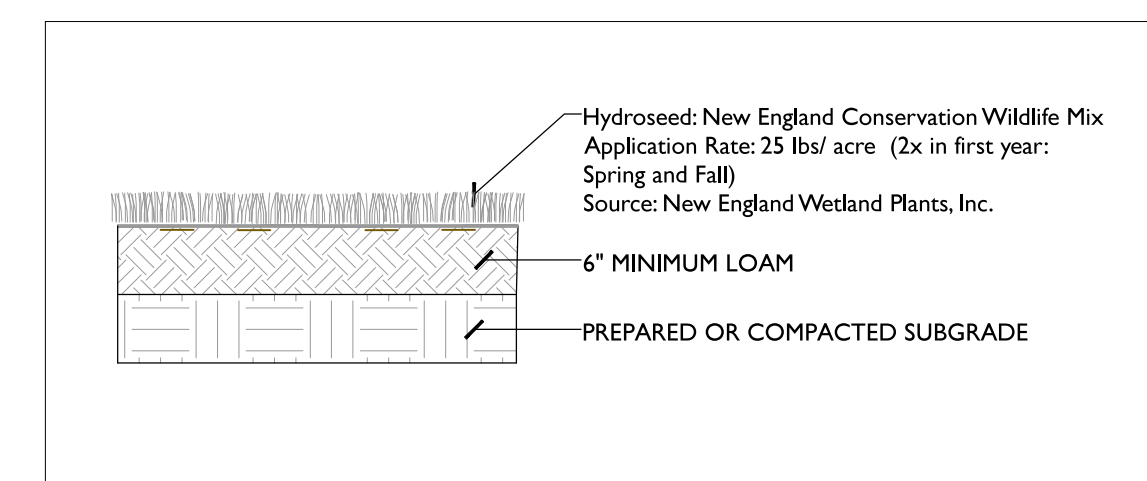 Hydroseed: New England Conservation Wildlife Mix
Application Rate: 25 lbs/ acre (2x in first year:
Spring and Fall)
Source: New England Wetland Plants, Inc.
6" MINIMUM LOAM
PREPARED OR COMPACTED SUBGRADE